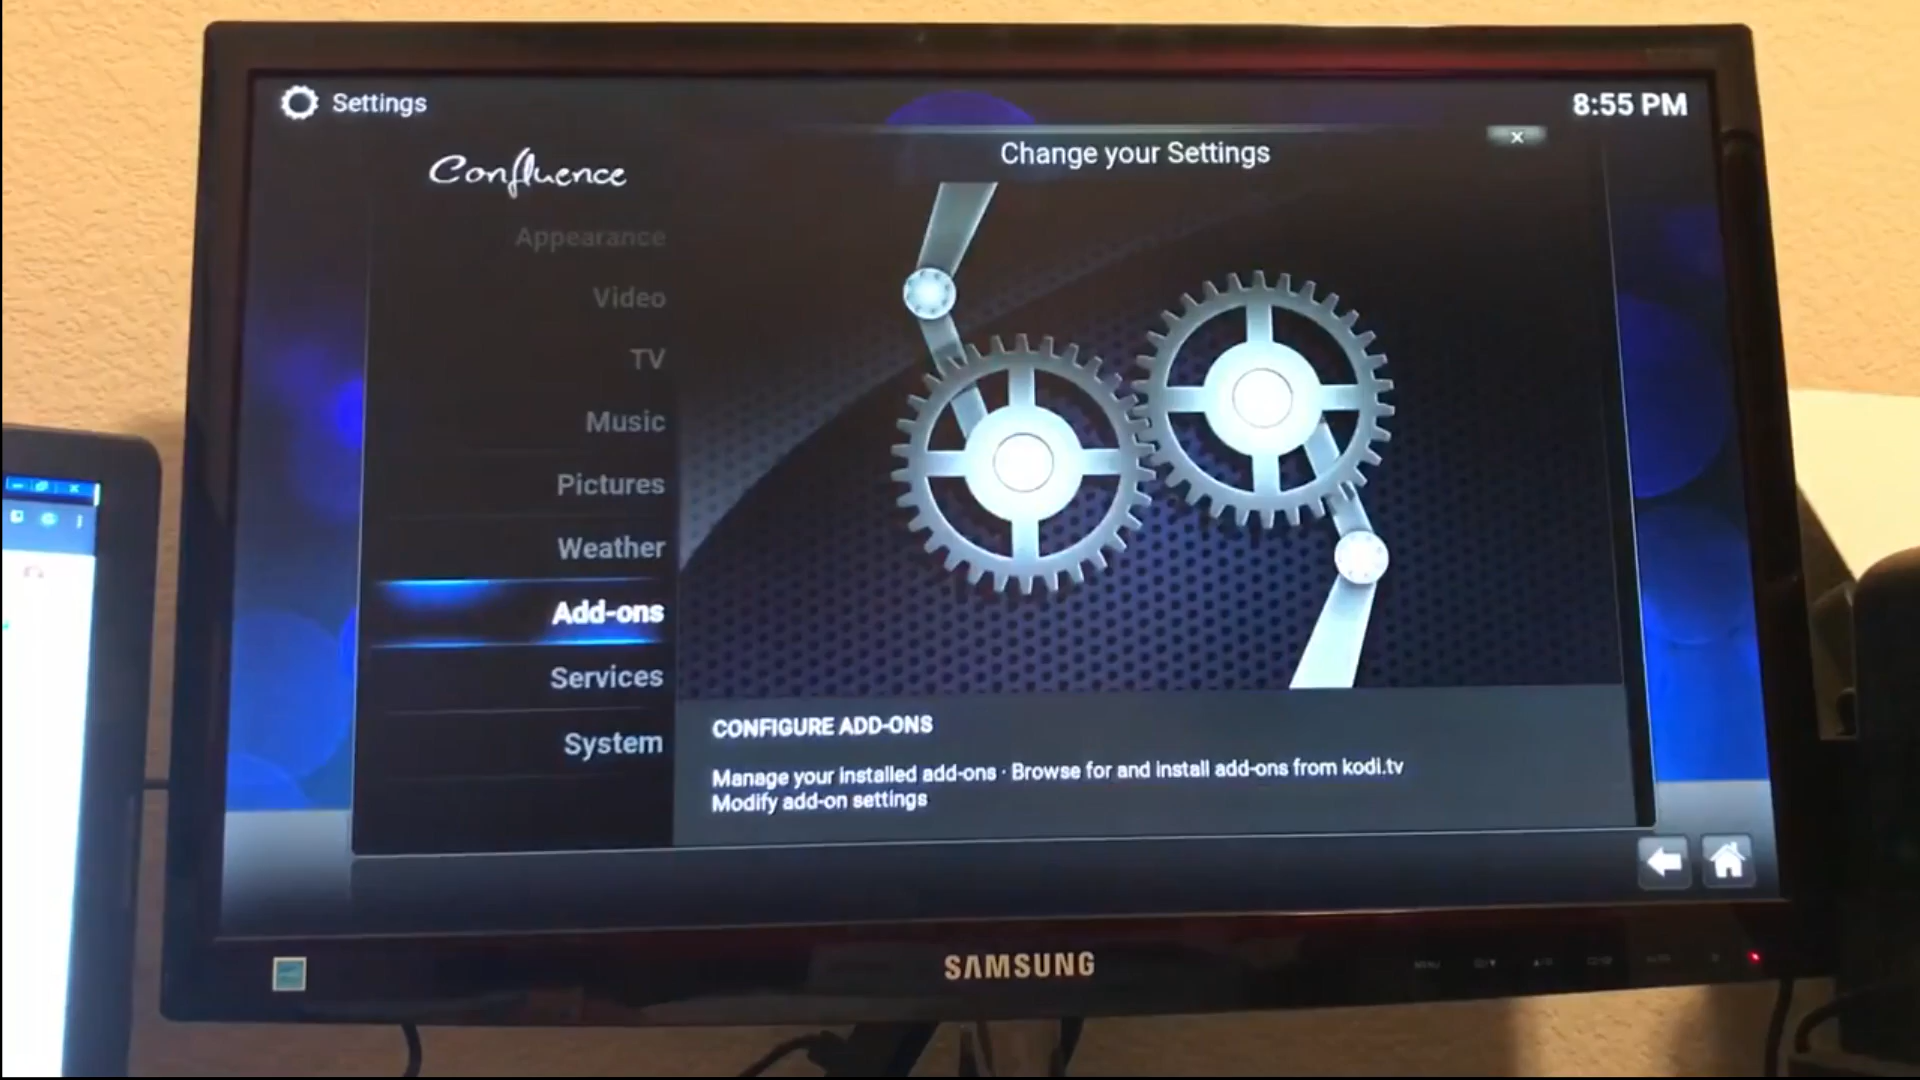 Settings
8:55 PM
Confluence
Change your Settings
Appearance
Video
TV
Music
Pictures
Weather
Add-ons
Services
System
CONFIGURE ADD-ONS
Manage your installed add-ons · Browse for and install add-ons from kodi.tv
Modify add-on settings
SAMSUNG